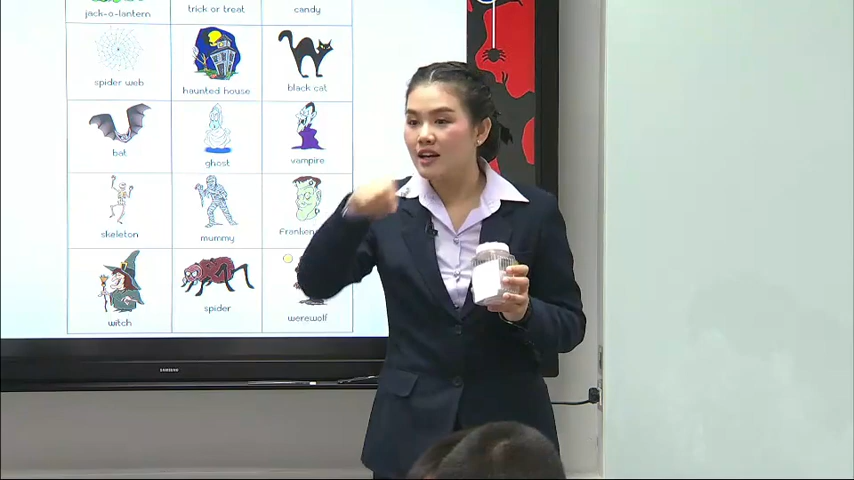 jack-o-lantern trick or treat candy
spider web haunted house black cat
bat ghost vampire
skeleton mummy Franken
witch spider werewolf
SAMSUNG